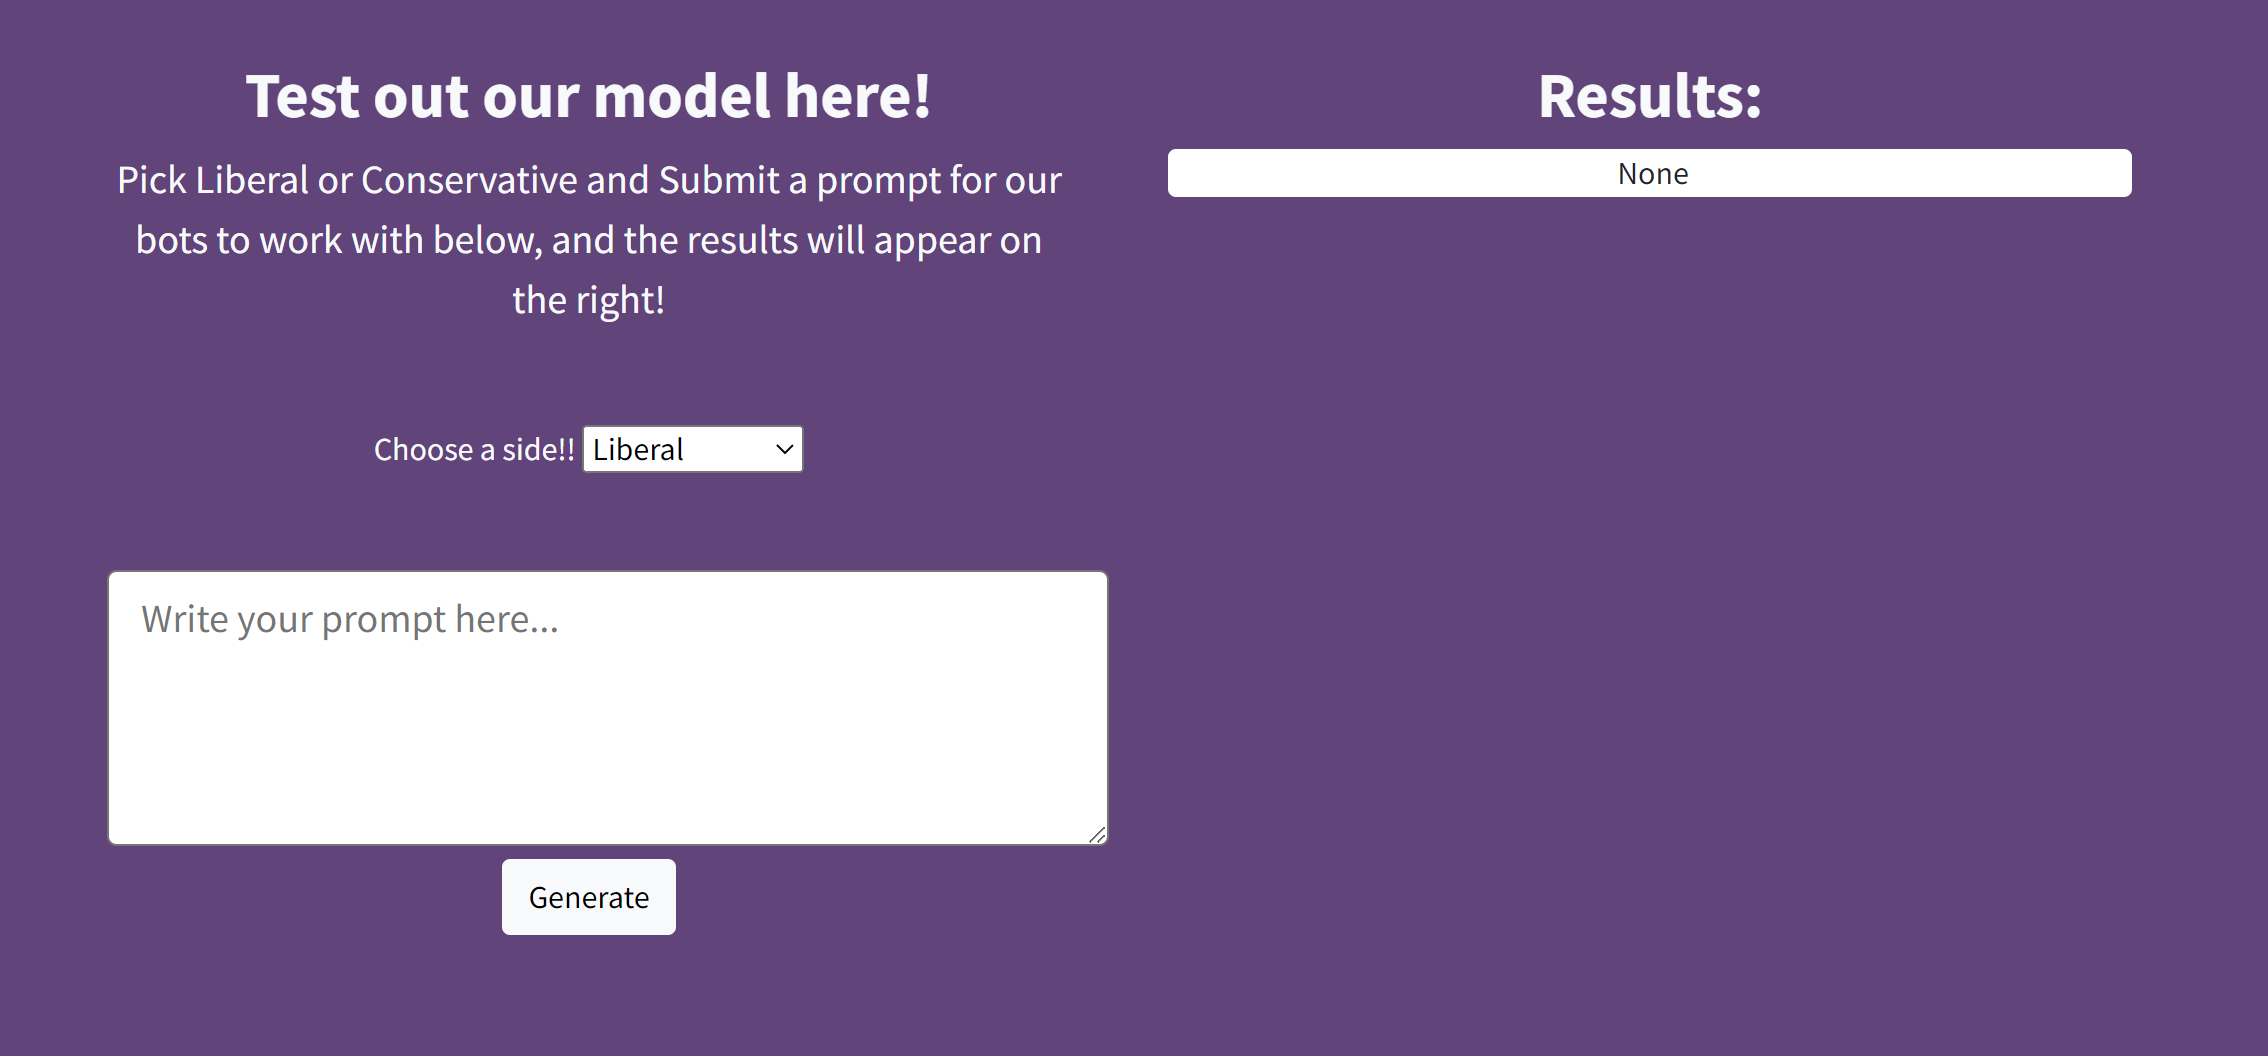 Test out our model here!
Pick Liberal or Conservative and Submit a prompt for our
bots to work with below, and the results will appear on
the right!
Choose a side!! Liberal
Write your prompt here...
Generate
Results:
None